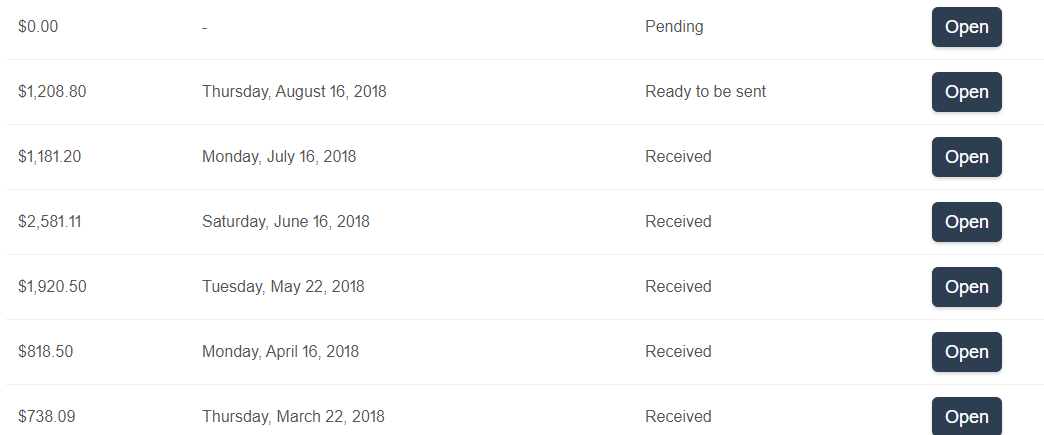 $0.00 - Pending Open
$1,208.80 Thursday, August 16, 2018 Ready to be sent Open
$1,181.20 Monday, July 16, 2018 Received Open
$2,581.11 Saturday, June 16, 2018 Received Open
$1,920.50 Tuesday, May 22, 2018 Received Open
$818.50 Monday, April 16, 2018 Received Open
$738.09 Thursday, March 22, 2018 Received Open